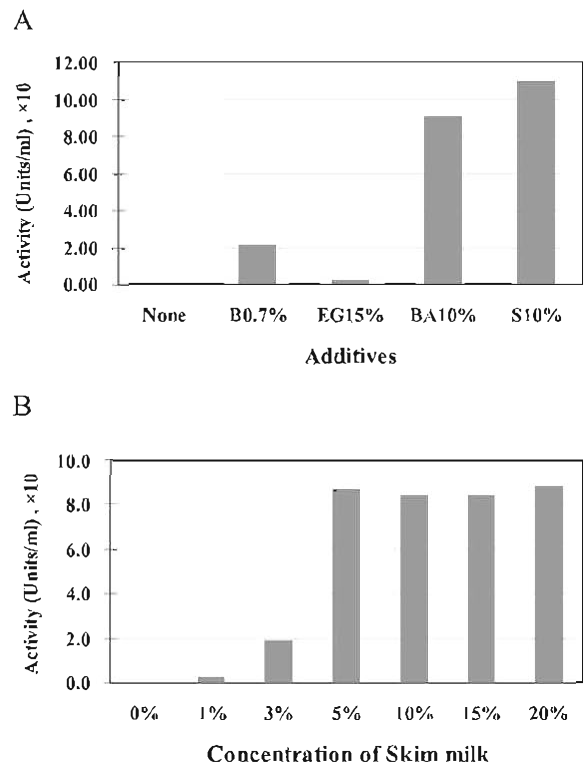 A
Activity (Units/ml) , ×10
12.00
10.00
8.00
6.00
4.00
2.00
0.00
None B0.7% EG15% BA10% S10%
Additives
B
Activity (Units/ml) , ×10
10.0
8.0
6.0
4.0
2.0
0.0
0% 1% 3% 5% 10% 15% 20%
Concentration of Skim milk